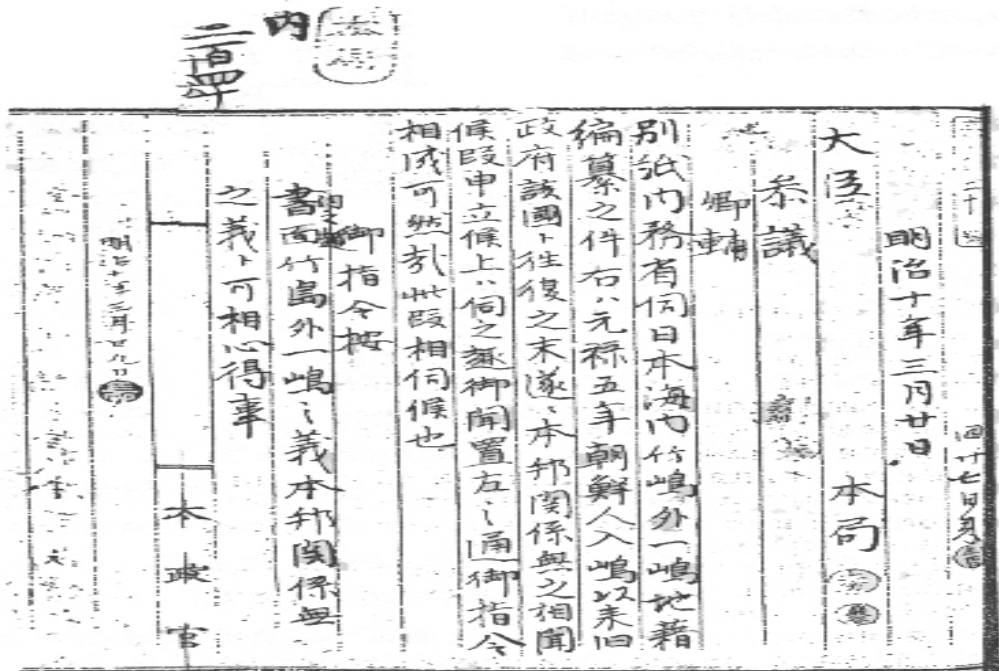 内
二百四十
明治十年三月廿日
大臣
本局
参議
卿輔
別紙内務省伺日本海内竹嶋外一嶋地籍
編纂之件右ハ元禄五年朝鮮人入嶋以来旧
政府該國ト往復之末遂ニ本邦関係無之相聞
候段申立候上ハ伺之趣御聞置左之通御指令
相成可然哉此段相伺候也
御指令按
書面竹島外一嶋之義本邦関係無
之義ト可相心得事
本政官
明治十年三月廿九日